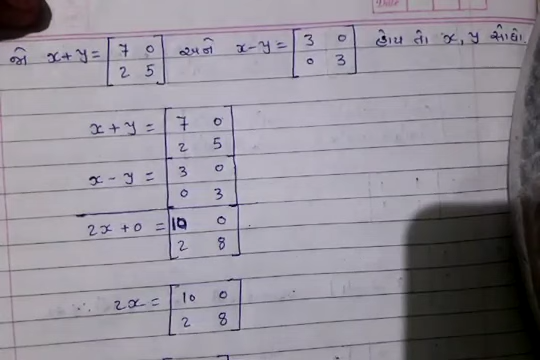 Date
જો x+y = [7 0 અને x-y = [3 0 હોય તો x, y શોધો.
2 5] 0 3]
x+y = [7 0
2 5]
x-y = [3 0
0 3]
2x+0 = [10 0
2 8]
∴ 2x = [10 0
2 8]